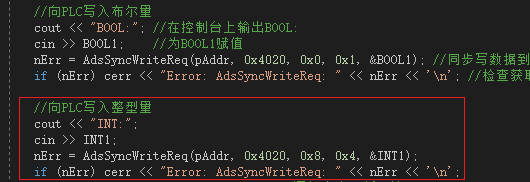 //向PLC写入布尔量
cout << "BOOL:"; //在控制台上输出BOOL:
cin >> BOOL1; //为BOOL1赋值
nErr = AdsSyncWriteReq(pAddr, 0x4020, 0x0, 0x1, &BOOL1); //同步写数据到
if (nErr) cerr << "Error: AdsSyncWriteReq: " << nErr << '\n'; //检查获取
//向PLC写入整型量
cout << "INT:";
cin >> INT1;
nErr = AdsSyncWriteReq(pAddr, 0x4020, 0x8, 0x4, &INT1);
if (nErr) cerr << "Error: AdsSyncWriteReq: " << nErr << '\n';